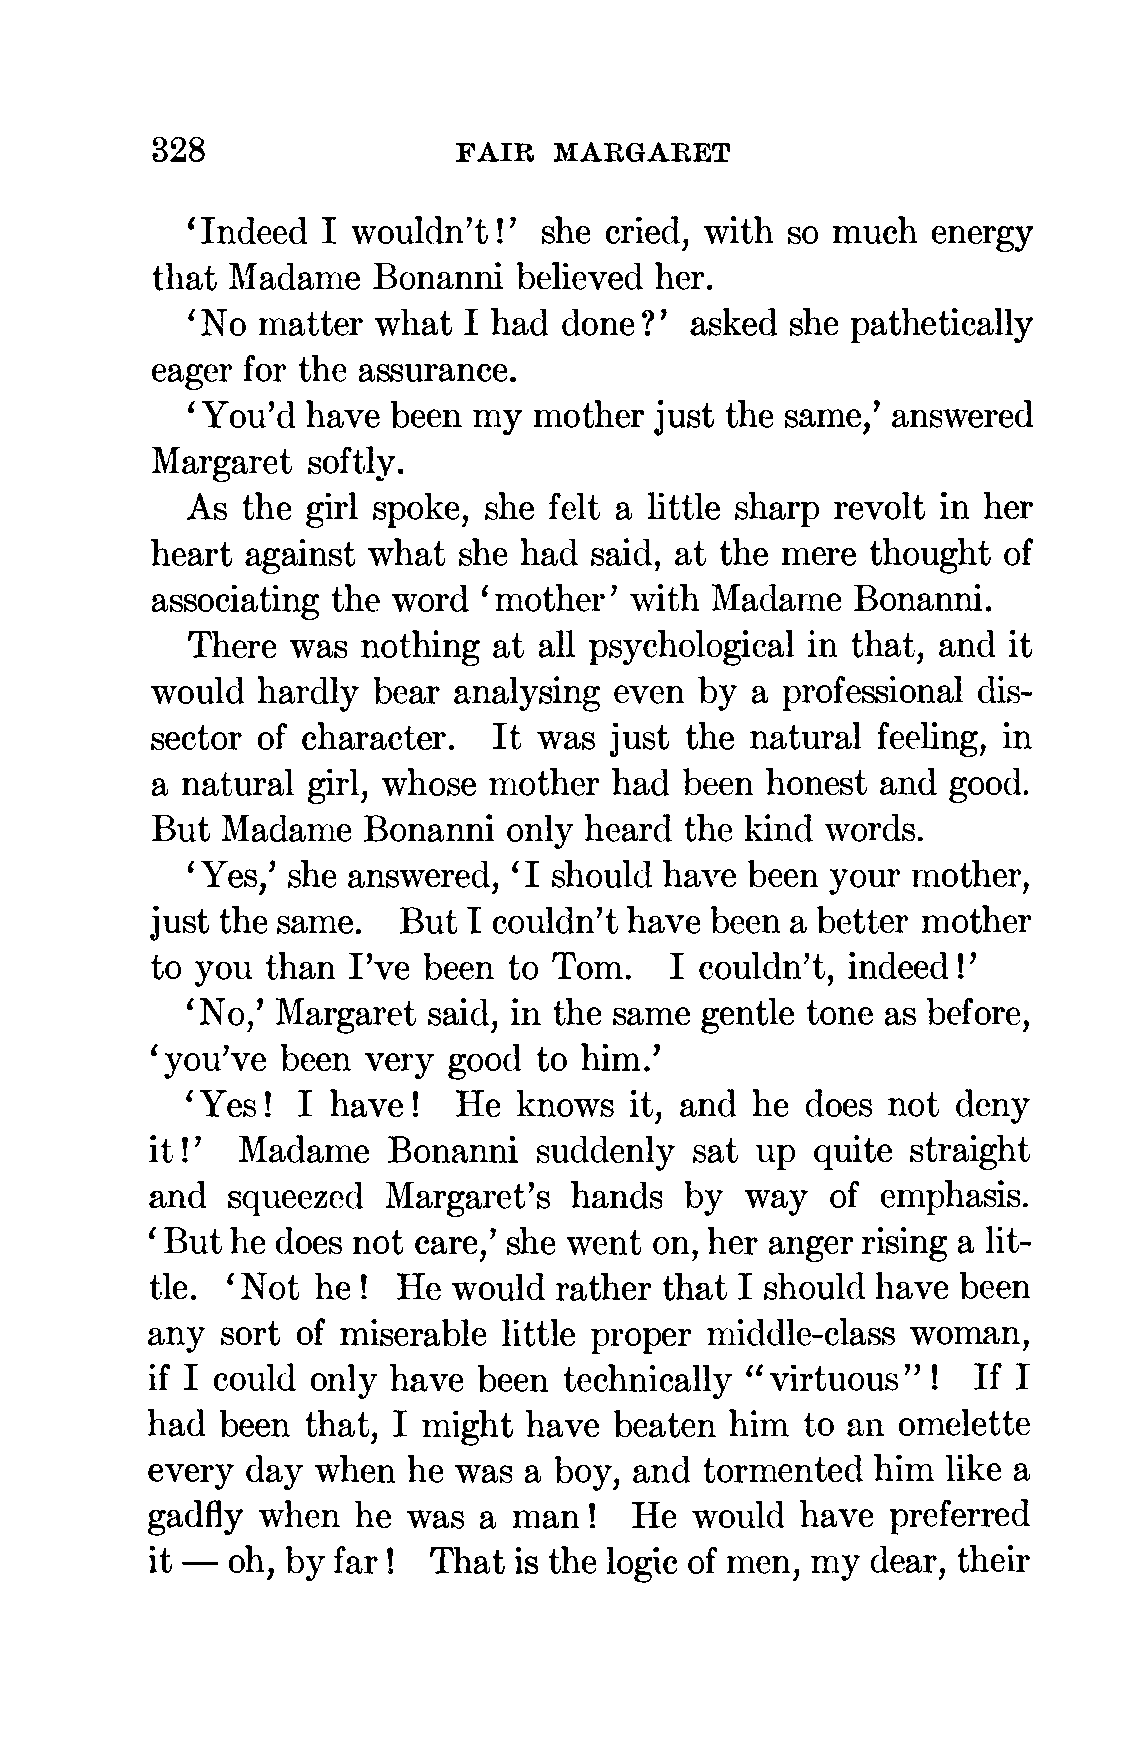 328 FAIR MARGARET
‘Indeed I wouldn’t!’ she cried, with so much energy
that Madame Bonanni believed her.
‘No matter what I had done?’ asked she pathetically
eager for the assurance.
‘You’d have been my mother just the same,’ answered
Margaret softly.
As the girl spoke, she felt a little sharp revolt in her
heart against what she had said, at the mere thought of
associating the word ‘mother’ with Madame Bonanni.
There was nothing at all psychological in that, and it
would hardly bear analysing even by a professional dis-
sector of character. It was just the natural feeling, in
a natural girl, whose mother had been honest and good.
But Madame Bonanni only heard the kind words.
‘Yes,’ she answered, ‘I should have been your mother,
just the same. But I couldn’t have been a better mother
to you than I’ve been to Tom. I couldn’t, indeed!’
‘No,’ Margaret said, in the same gentle tone as before,
‘you’ve been very good to him.’
‘Yes! I have! He knows it, and he does not deny
it!’ Madame Bonanni suddenly sat up quite straight
and squeezed Margaret’s hands by way of emphasis.
‘But he does not care,’ she went on, her anger rising a lit-
tle. ‘Not he! He would rather that I should have been
any sort of miserable little proper middle-class woman,
if I could only have been technically “virtuous”! If I
had been that, I might have beaten him to an omelette
every day when he was a boy, and tormented him like a
gadfly when he was a man! He would have preferred
it — oh, by far! That is the logic of men, my dear, their